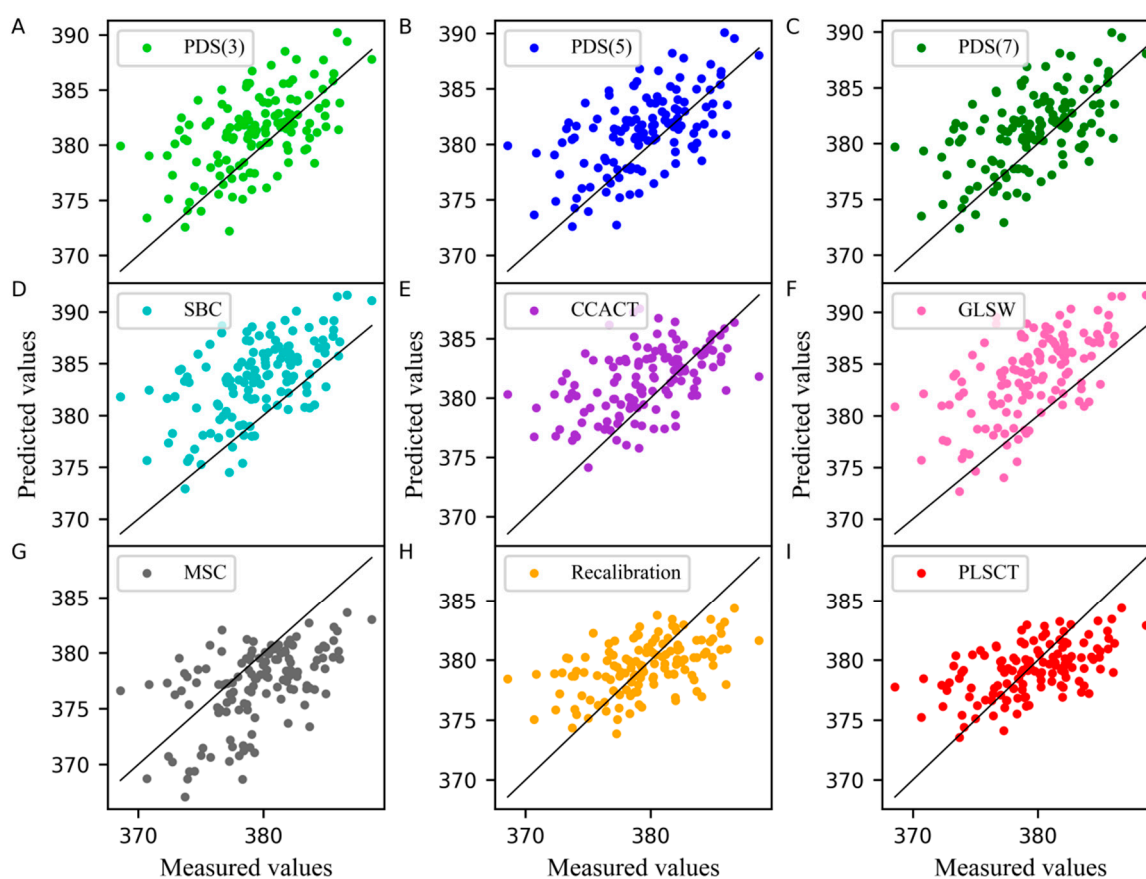 A
PDS(3)
B
PDS(5)
C
PDS(7)
390
385
380
375
370
390
385
380
375
370
390
385
380
375
370
D
SBC
E
CCACT
F
GLSW
Predicted values
390
385
380
375
370
Predicted values
385
380
375
370
Predicted values
390
385
380
375
370
G
MSC
H
Recalibration
I
PLSCT
385
380
375
370
385
380
375
370
385
380
375
370
370 380
370 380
370 380
Measured values
Measured values
Measured values